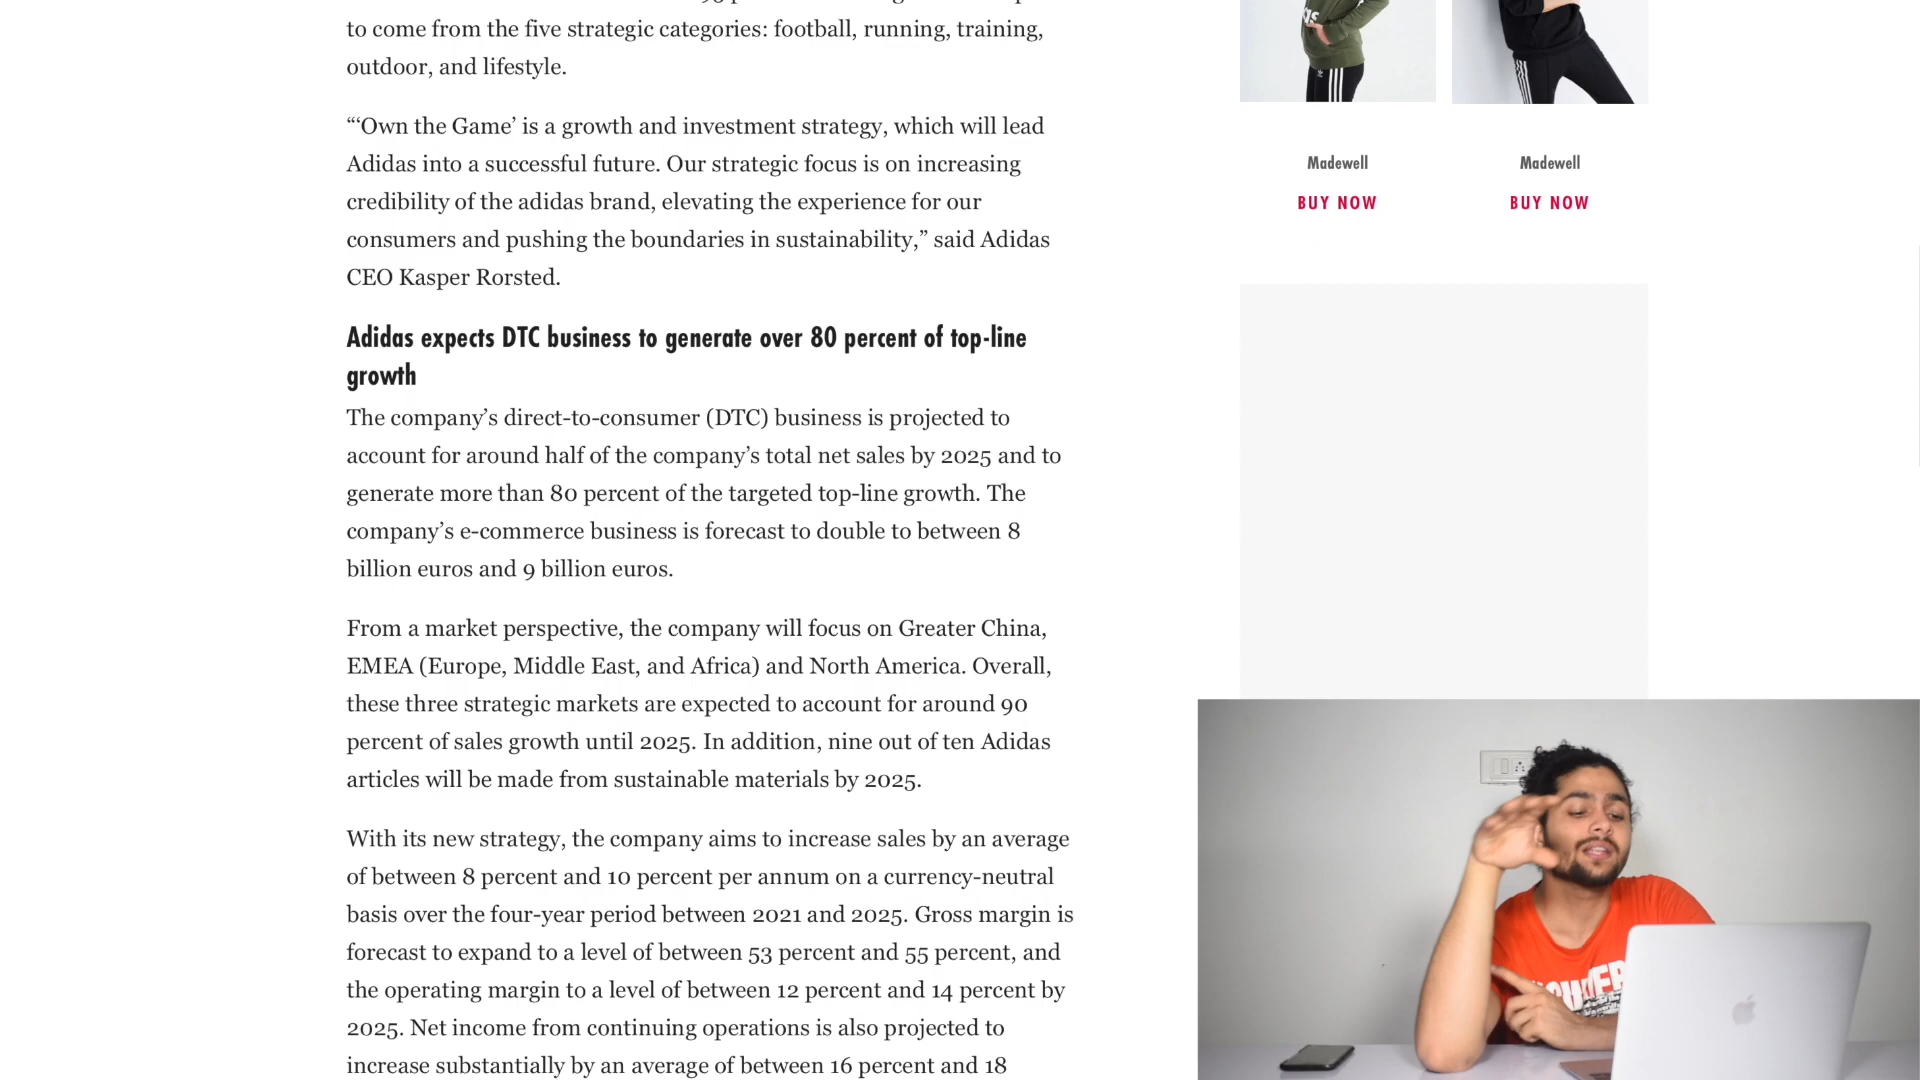 to come from the five strategic categories: football, running, training,
outdoor, and lifestyle.
“‘Own the Game’ is a growth and investment strategy, which will lead
Adidas into a successful future. Our strategic focus is on increasing
credibility of the adidas brand, elevating the experience for our
consumers and pushing the boundaries in sustainability,” said Adidas
CEO Kasper Rorsted.
Adidas expects DTC business to generate over 80 percent of top-line
growth
The company’s direct-to-consumer (DTC) business is projected to
account for around half of the company’s total net sales by 2025 and to
generate more than 80 percent of the targeted top-line growth. The
company’s e-commerce business is forecast to double to between 8
billion euros and 9 billion euros.
From a market perspective, the company will focus on Greater China,
EMEA (Europe, Middle East, and Africa) and North America. Overall,
these three strategic markets are expected to account for around 90
percent of sales growth until 2025. In addition, nine out of ten Adidas
articles will be made from sustainable materials by 2025.
With its new strategy, the company aims to increase sales by an average
of between 8 percent and 10 percent per annum on a currency-neutral
basis over the four-year period between 2021 and 2025. Gross margin is
forecast to expand to a level of between 53 percent and 55 percent, and
the operating margin to a level of between 12 percent and 14 percent by
2025. Net income from continuing operations is also projected to
increase substantially by an average of between 16 percent and 18
Madewell
BUY NOW
Madewell
BUY NOW